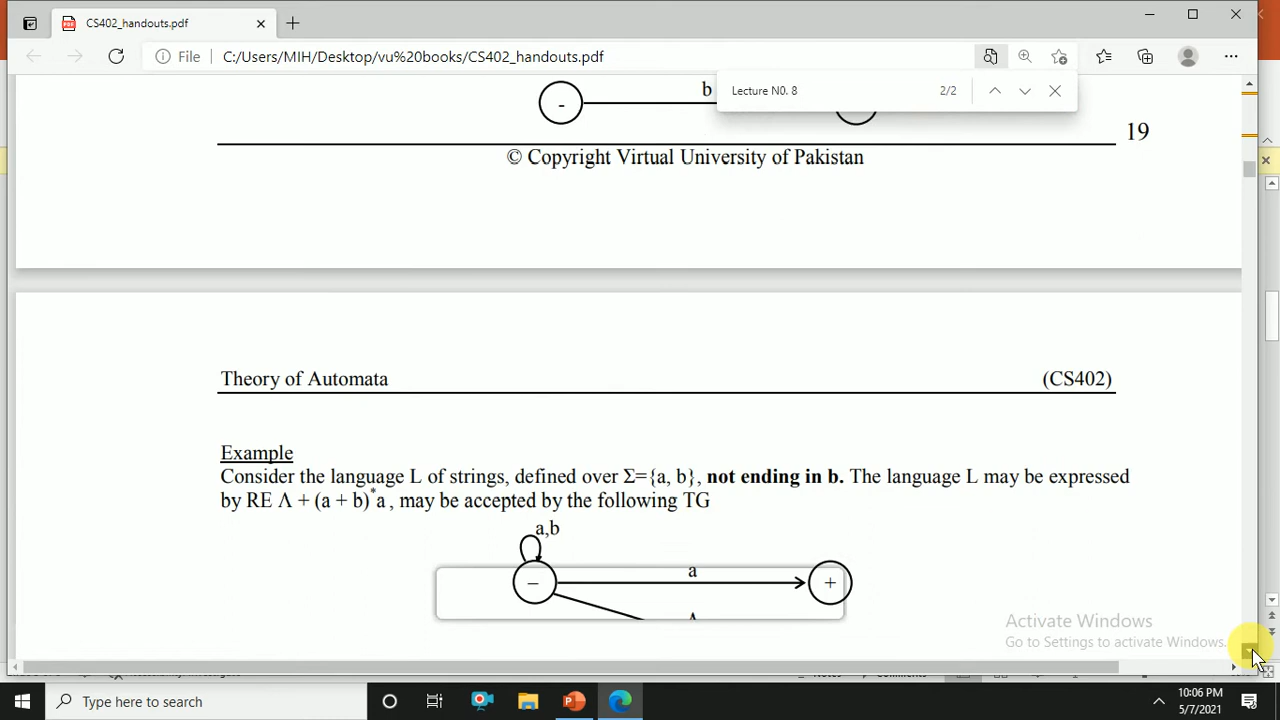 CS402_handouts.pdf
File C:/Users/MIH/Desktop/vu%20books/CS402_handouts.pdf
Lecture N0. 8 2/2
b
-
19
© Copyright Virtual University of Pakistan
Theory of Automata (CS402)
Example
Consider the language L of strings, defined over Σ={a, b}, not ending in b. The language L may be expressed
by RE Λ + (a + b)*a , may be accepted by the following TG
a,b
– a +
Activate Windows
Go to Settings to activate Windows.
Type here to search
10:06 PM
5/7/2021